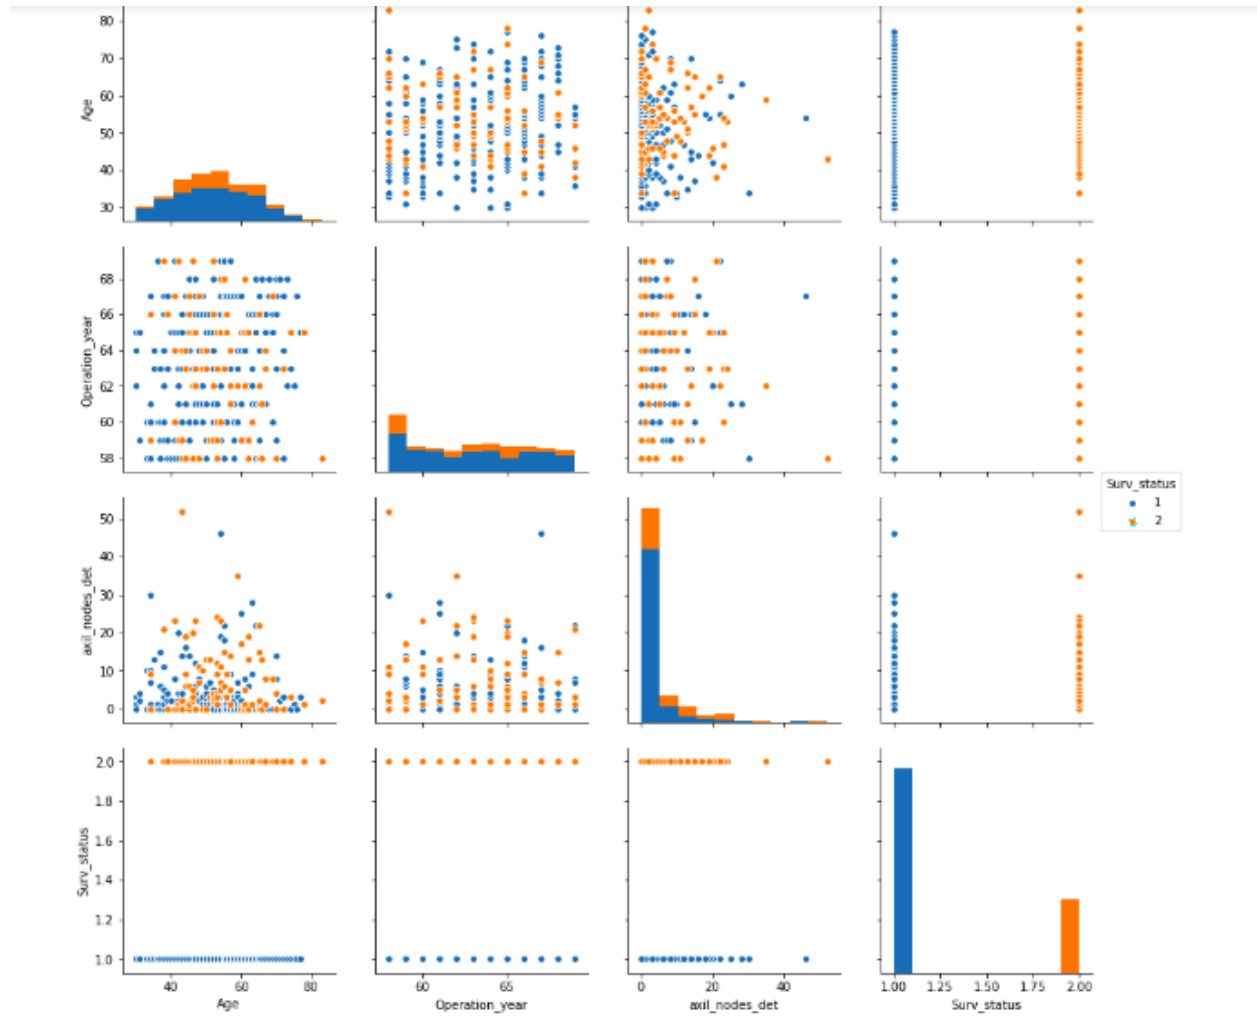 80
70
60
50
40
30
Age
68
66
64
62
60
58
Operation_year
50
40
30
20
10
0
axil_nodes_det
Surv_status
1
2
2.0
1.8
1.6
1.4
1.2
1.0
Surv_status
40 60 80
60 65
0 20 40
1.00 1.25 1.50 1.75 2.00
Age
Operation_year
axil_nodes_det
Surv_status